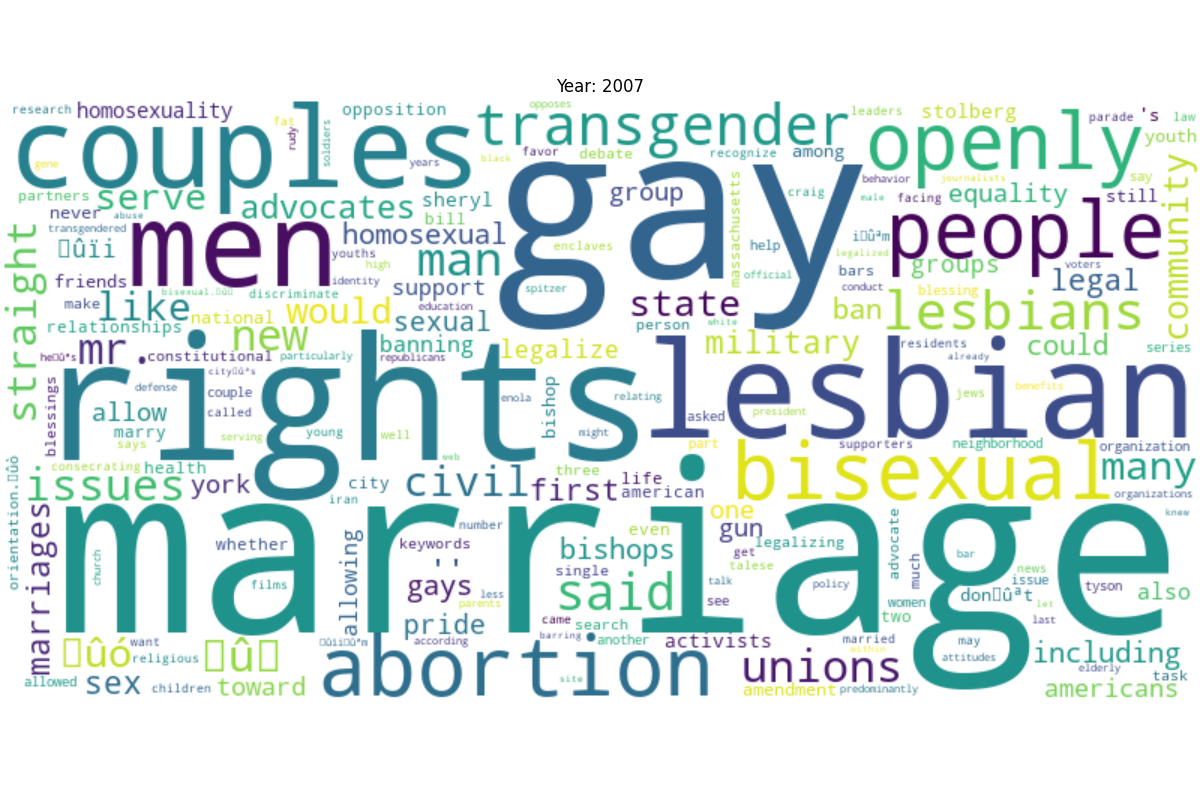 Year: 2007
research homosexuality fat rudy soldiers opposition opposes leaders stolberg parade 's law
couples transgender openly youth
gene years black favor debate recognize among craig behavior journalists say
partners serve advocates sheryl group gay male facing equality still community
never abuse bill massachusetts
transgendered men homosexual youths enclaves help people voters
straight friends high man identity support spitzer official bars legalized groups legal
make like bisexual. discriminate education state conduct blessing
national would sexual person white ban lesbians
relationships new banning military residents could series
mr. constitutional particularly republicans legalize already
rights lesbian
defense couple bishop enola relating jews benefits
allow called asked president
blessings marry says serving young well might part supporters neighborhood organization
consecrating health web three life bisexual many
issues york city civil first american organizations
iran one knew
marriage
marriages church whether allowing number even gun advocate much bar news
keywords '' bishops get legalizing issue tyson
films gays single talese talk policy women let also
less parents said see two last
pride came search
want according barring another activists married may
religious abortion within attitudes including
allowed sex children toward site unions amendment predominantly elderly task americans